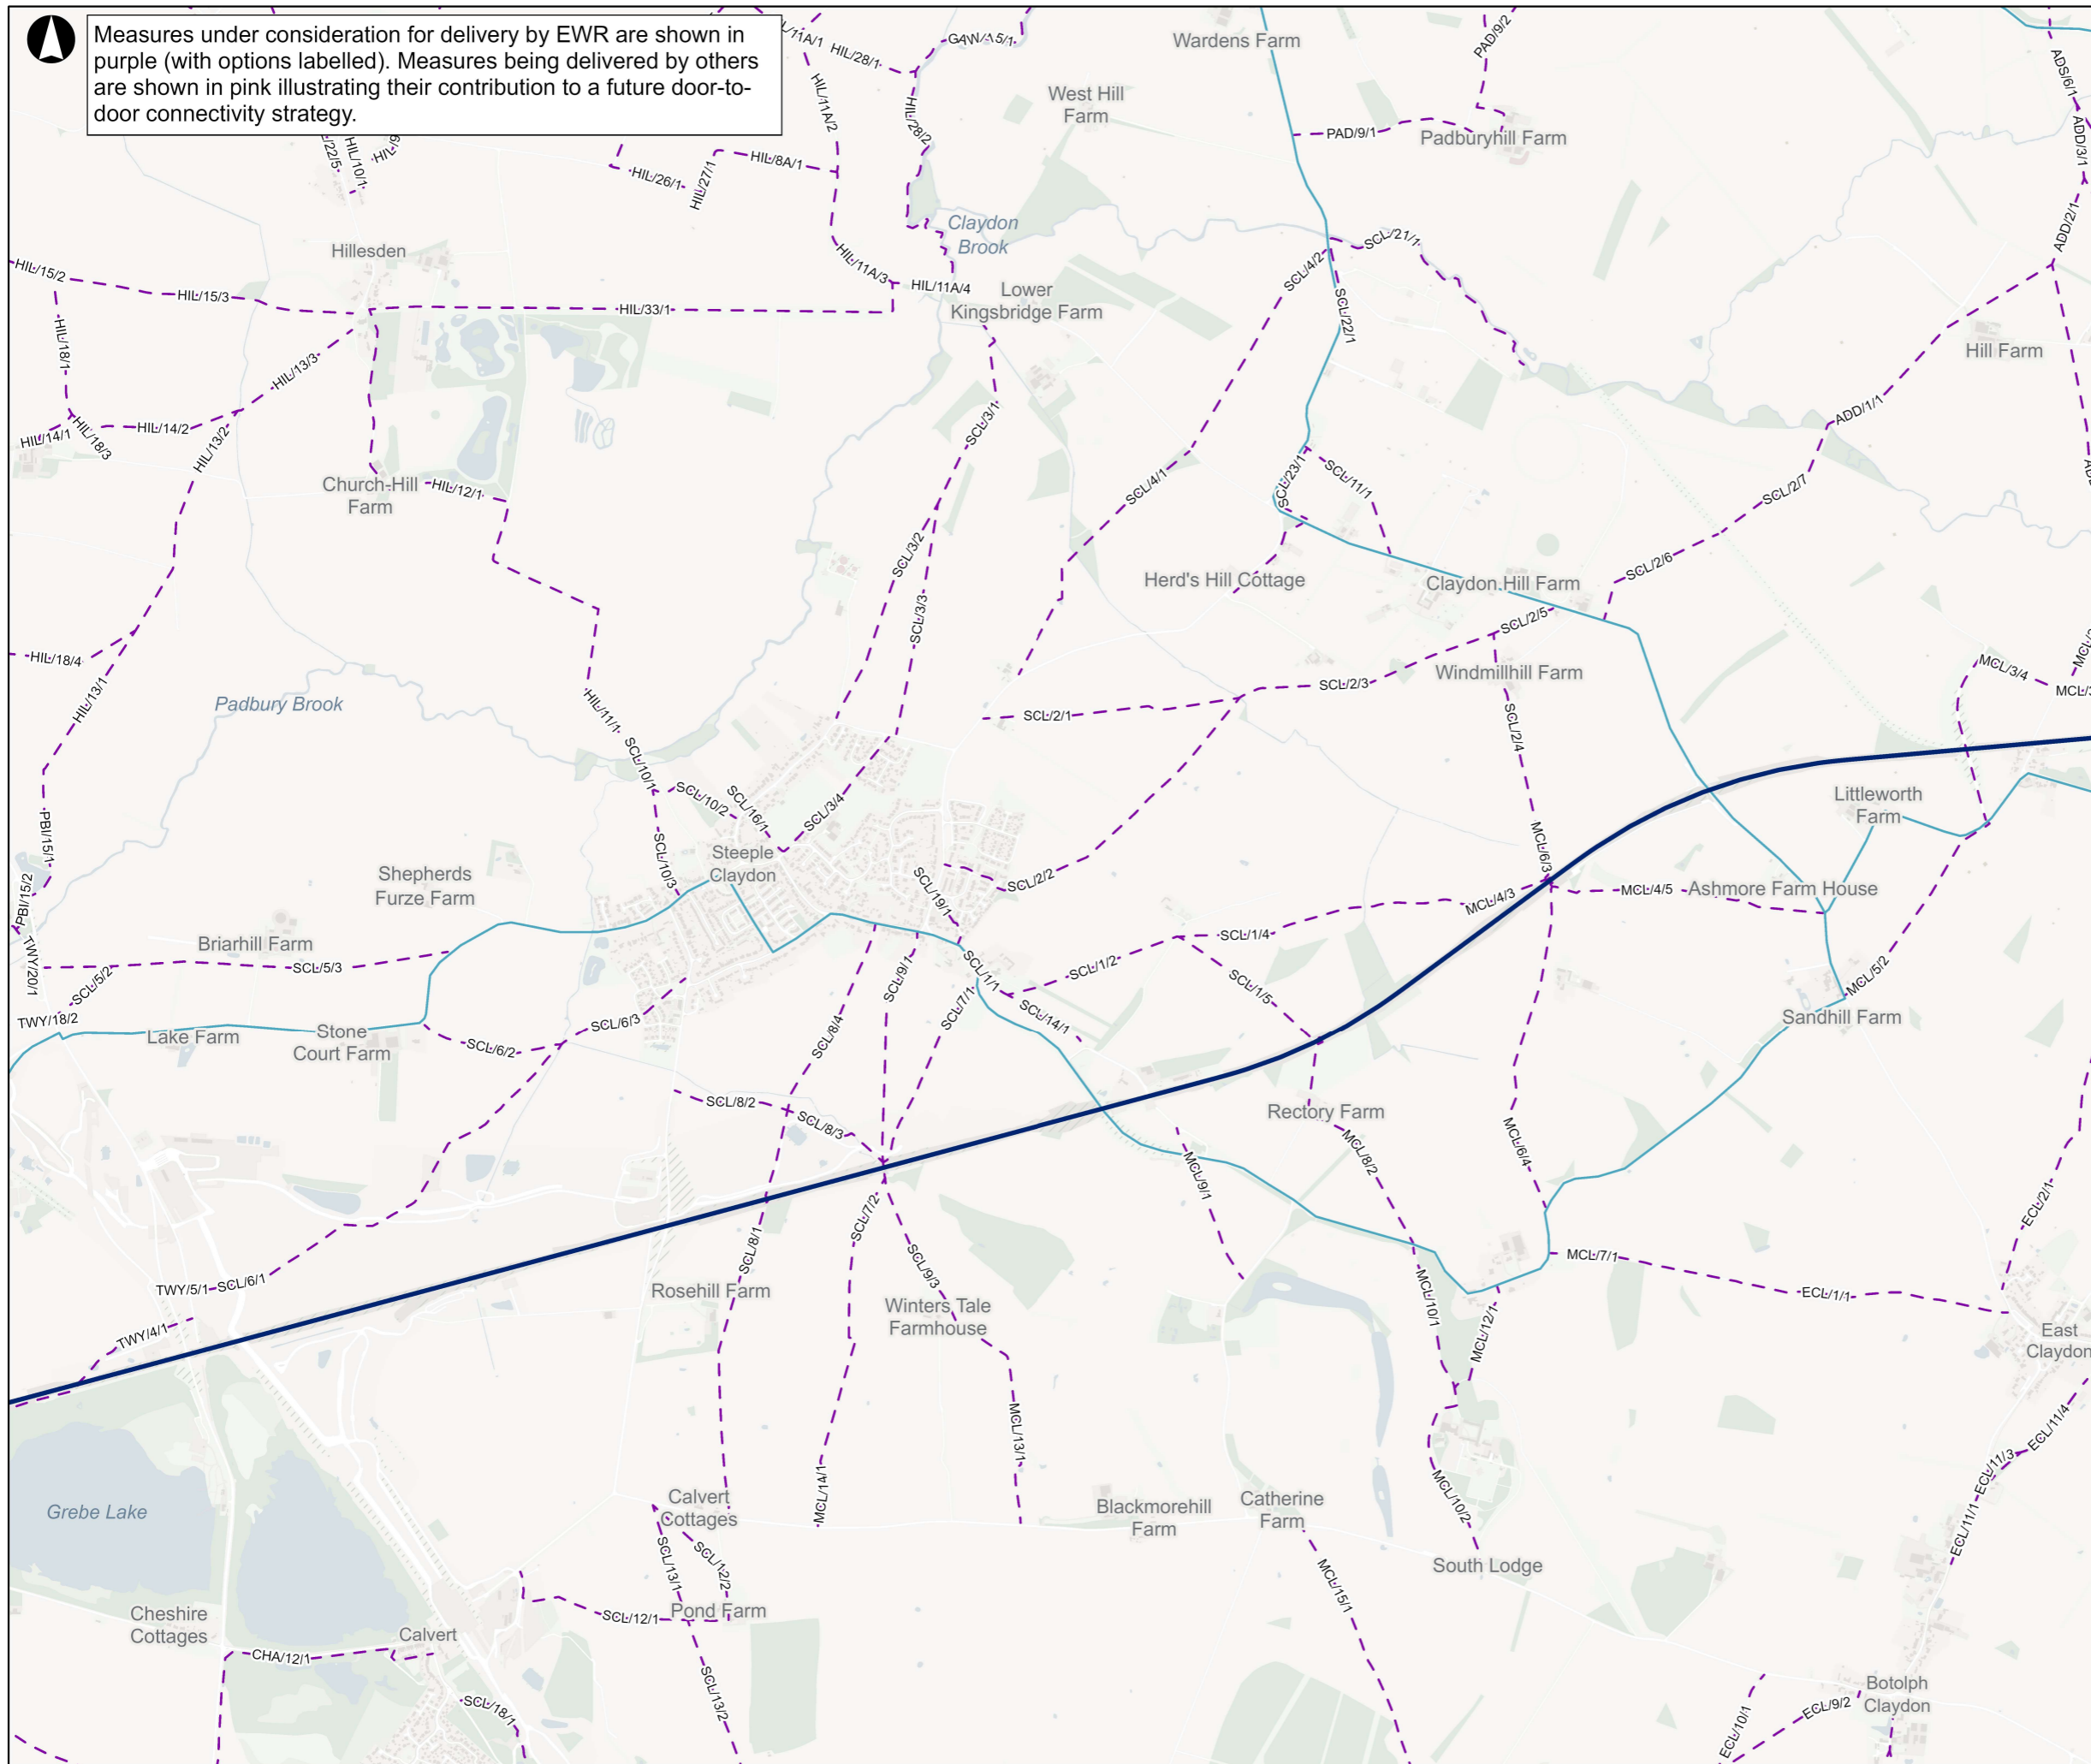 Measures under consideration for delivery by EWR are shown in
purple (with options labelled). Measures being delivered by others
are shown in pink illustrating their contribution to a future door-to-
door connectivity strategy.
HIL/28/1
GAW/15/1
Wardens Farm
PAD/9/2
HIL/11A/2
HIL/28/2
West Hill
Farm
PAD/9/1
Padburyhill Farm
ADS/6/1
ADD/3/1
HIL/10/1
HIL/26/1
HIL/27/1
HIL/8A/1
ADD/2/1
Hillesden
Claydon
Brook
SCL/21/1
HIL/15/2
HIL/15/3
HIL/33/1
HIL/11A/3
HIL/11A/4
Lower
Kingsbridge Farm
SCL/4/2
SCL/22/1
HIL/18/1
HIL/13/3
Hill Farm
HIL/14/1
HIL/18/3
HIL/14/2
HIL/13/2
SCL/3/1
ADD/1/1
Church-Hill
Farm
HIL/12/1
SCL/4/1
SCL/23/1
SCL/11/1
SCL/2/7
SCL/3/2
SCL/3/3
Herd's Hill Cottage
Claydon Hill Farm
SCL/2/6
SCL/2/5
HIL/18/4
HIL/13/1
Padbury Brook
HIL/11/1
SCL/2/1
SCL/2/3
Windmillhill Farm
SCL/2/4
MCL/3/4
SCL/10/1
SCL/10/2
SCL/16/1
SCL/3/4
Littleworth
Farm
PBI/15/1
PBI/15/2
Shepherds
Furze Farm
SCL/10/3
Steeple
Claydon
SCL/19/1
SCL/2/2
MCL/6/3
MCL/4/3
MCL/4/5
Ashmore Farm House
Briarhill Farm
TWY/20/1
SCL/5/2
SCL/5/3
SCL/9/1
SCL/1/1
SCL/1/2
SCL/1/4
SCL/1/5
MCL/5/2
TWY/18/2
Lake Farm
Stone
Court Farm
SCL/6/2
SCL/6/3
SCL/8/4
SCL/7/1
SCL/14/1
Sandhill Farm
SCL/8/2
SCL/8/3
Rectory Farm
MCL/8/2
MCL/6/4
MCL/9/1
ECL/2/1
SCL/8/1
SCL/7/2
SCL/9/3
MCL/7/1
ECL/1/1
TWY/5/1
SCL/6/1
TWY/4/1
Rosehill Farm
Winters Tale
Farmhouse
MCL/10/1
MCL/12/1
East
Claydon
MCL/13/1
MCL/14/1
ECL/11/4
ECL/11/3
ECL/11/1
Grebe Lake
Calvert
Cottages
Blackmorehill
Farm
Catherine
Farm
MCL/10/2
South Lodge
SCL/13/1
SCL/12/2
MCL/15/1
Cheshire
Cottages
Calvert
SCL/12/1
Pond Farm
CHA/12/1
SCL/18/1
SCL/13/2
Botolph
Claydon
ECL/10/1
ECL/9/2